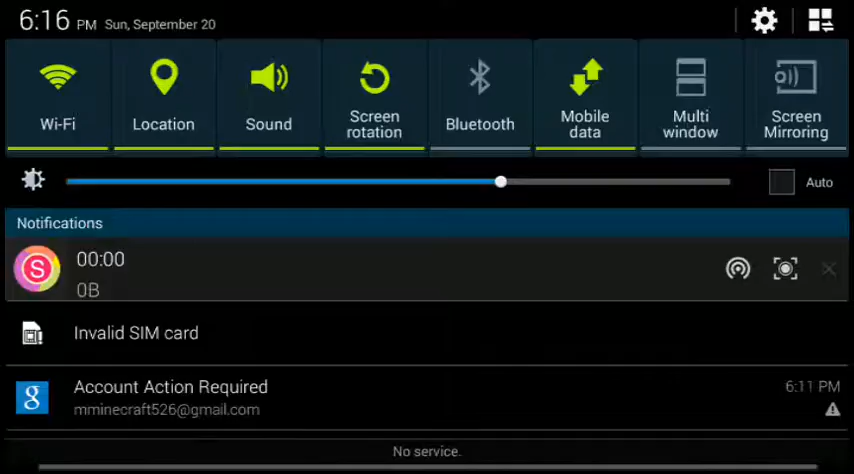 6:16 PM Sun, September 20
Wi-Fi
Location
Sound
Screen
rotation
Bluetooth
Mobile
data
Multi
window
Screen
Mirroring
Auto
Notifications
S
00:00
0B
Invalid SIM card
g
Account Action Required
6:11 PM
mminecraft526@gmail.com
No service.